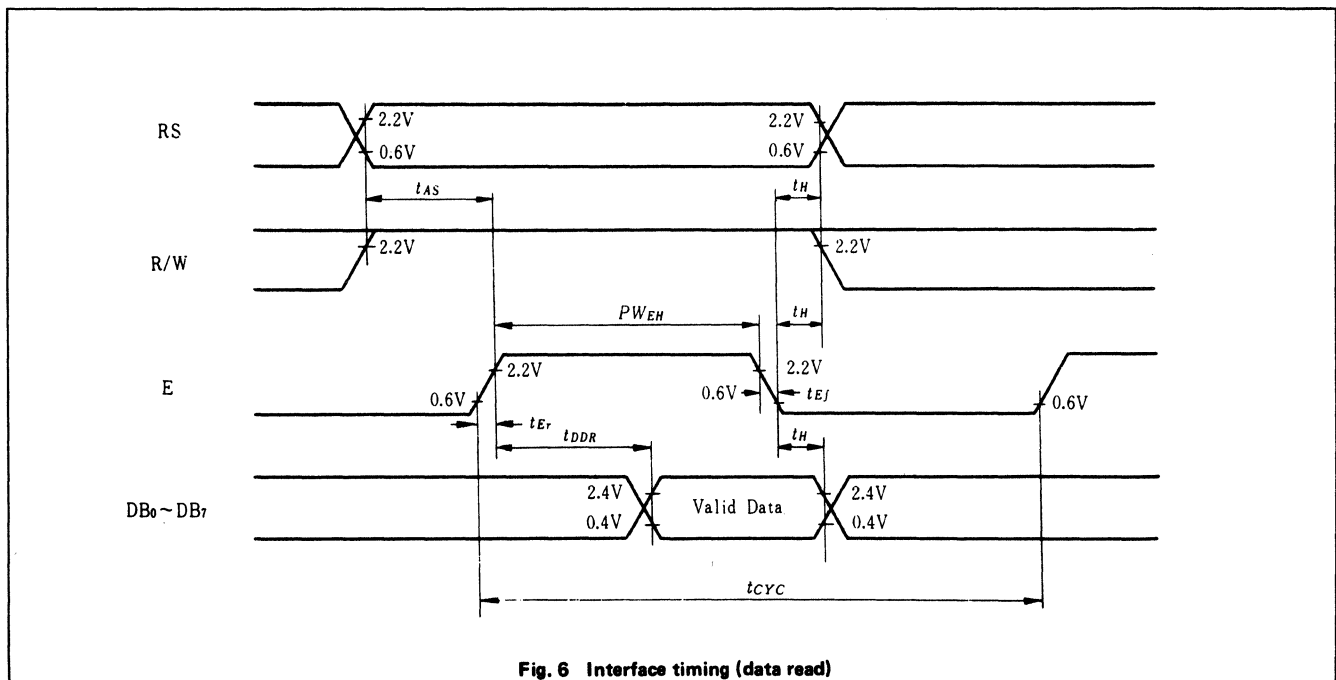 RS
2.2V
0.6V
2.2V
0.6V
tAS
tH
R/W
2.2V
2.2V
PWEH
tH
E
0.6V
2.2V
0.6V
2.2V
tEf
0.6V
tEr
tDDR
tH
DB0~DB7
2.4V
0.4V
Valid Data
2.4V
0.4V
tCYC
Fig. 6 Interface timing (data read)